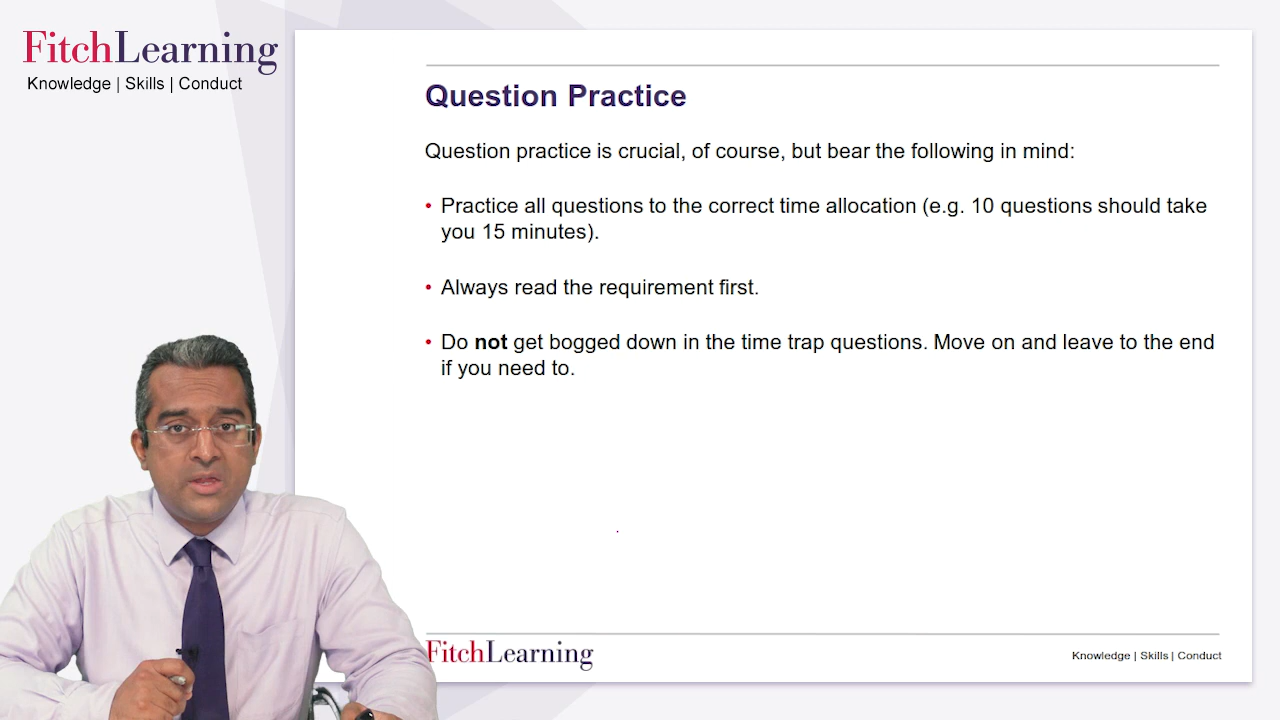 FitchLearning
Knowledge | Skills | Conduct
Question Practice
Question practice is crucial, of course, but bear the following in mind:
• Practice all questions to the correct time allocation (e.g. 10 questions should take
you 15 minutes).
• Always read the requirement first.
• Do not get bogged down in the time trap questions. Move on and leave to the end
if you need to.
FitchLearning
Knowledge | Skills | Conduct